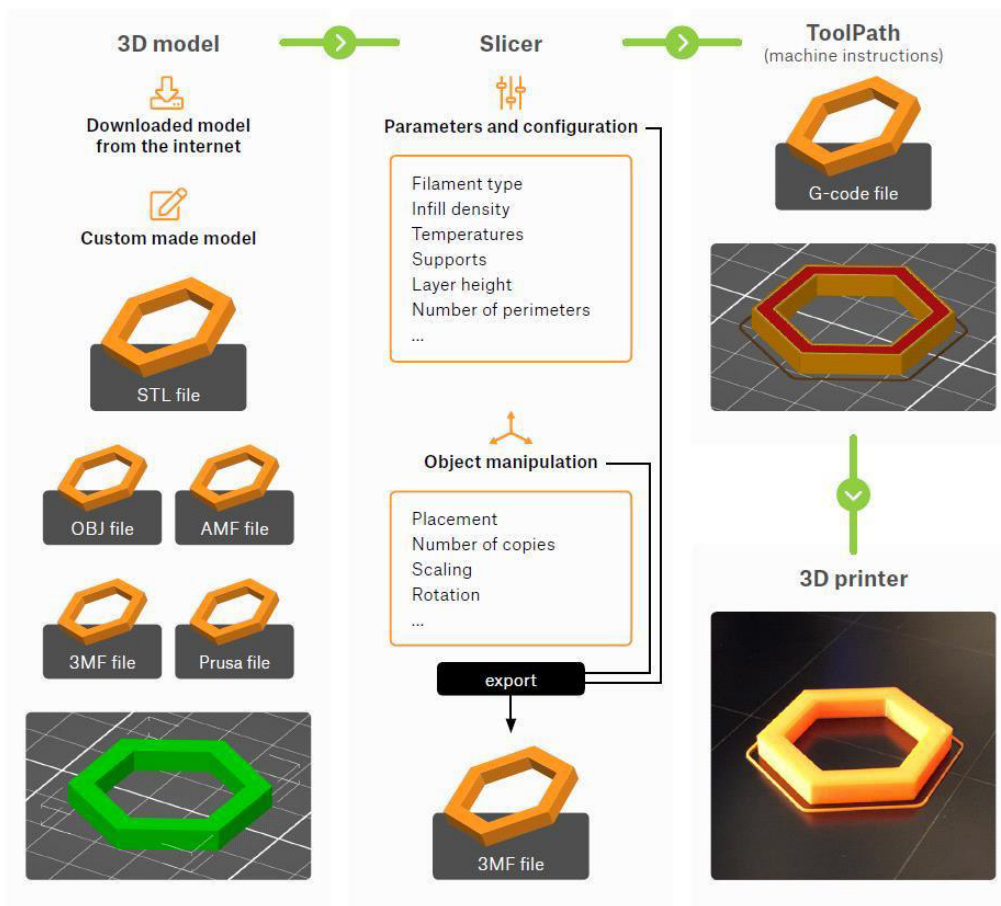 3D model
Downloaded model
from the internet
Custom made model
STL file
OBJ file
AMF file
3MF file
Prusa file
Slicer
Parameters and configuration
Filament type
Infill density
Temperatures
Supports
Layer height
Number of perimeters
...
Object manipulation
Placement
Number of copies
Scaling
Rotation
...
export
3MF file
ToolPath
(machine instructions)
G-code file
3D printer